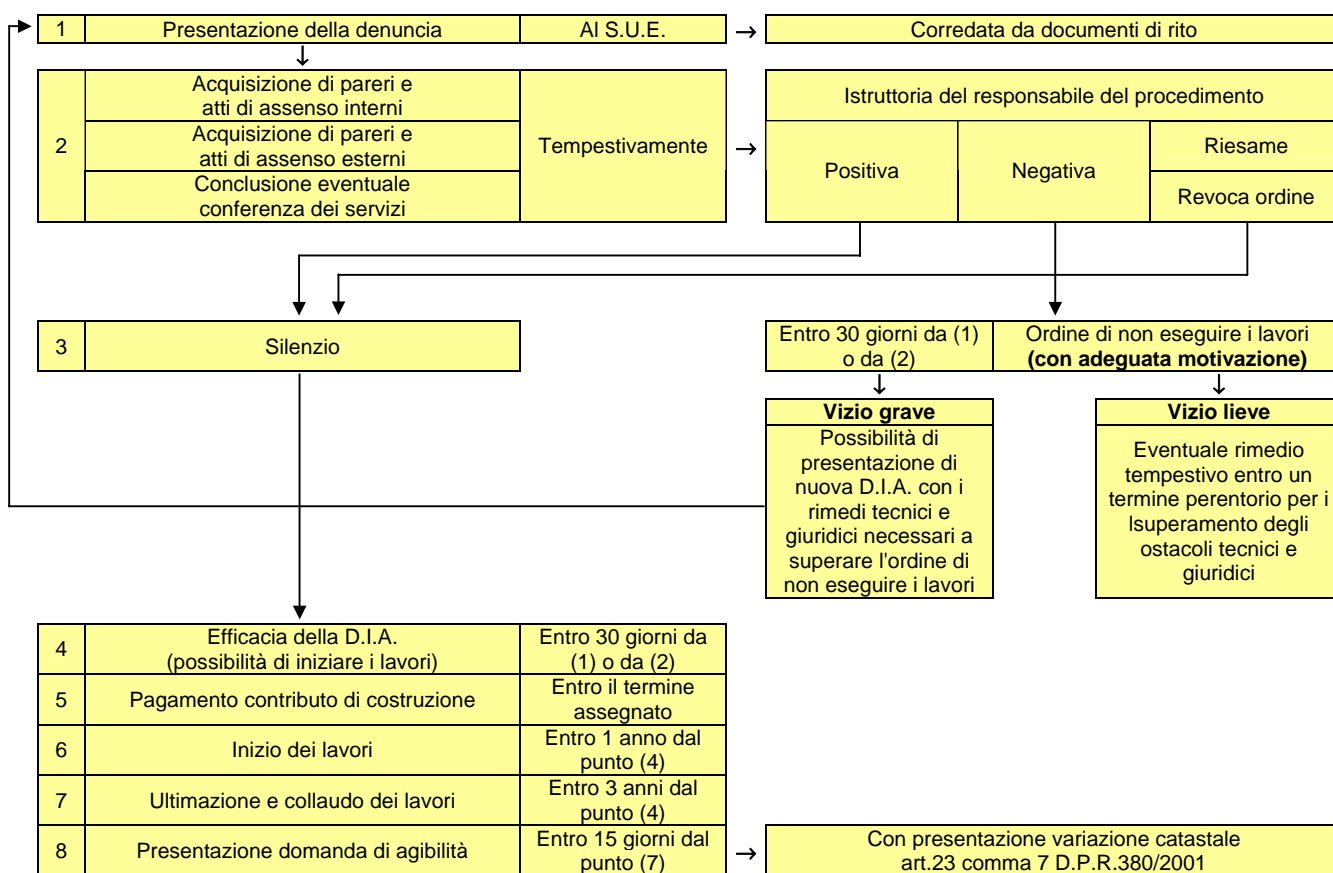 1 Presentazione della denuncia Al S.U.E. → Corredata da documenti di rito
↓
2
Acquisizione di pareri e
atti di assenso interni
Acquisizione di pareri e
atti di assenso esterni
Conclusione eventuale
conferenza dei servizi
Tempestivamente
→
Istruttoria del responsabile del procedimento
Positiva
Negativa
Riesame
Revoca ordine
3 Silenzio
Entro 30 giorni da (1)
o da (2)
Ordine di non eseguire i lavori
(con adeguata motivazione)
↓ ↓
Vizio grave
Possibilità di
presentazione di
nuova D.I.A. con i
rimedi tecnici e
giuridici necessari a
superare l'ordine di
non eseguire i lavori
Vizio lieve
Eventuale rimedio
tempestivo entro un
termine perentorio per i
lsuperamento degli
ostacoli tecnici e
giuridici
4
Efficacia della D.I.A.
(possibilità di iniziare i lavori)
Entro 30 giorni da
(1) o da (2)
5 Pagamento contributo di costruzione
Entro il termine
assegnato
6 Inizio dei lavori
Entro 1 anno dal
punto (4)
7 Ultimazione e collaudo dei lavori
Entro 3 anni dal
punto (4)
8 Presentazione domanda di agibilità
Entro 15 giorni dal
punto (7)
→
Con presentazione variazione catastale
art.23 comma 7 D.P.R.380/2001